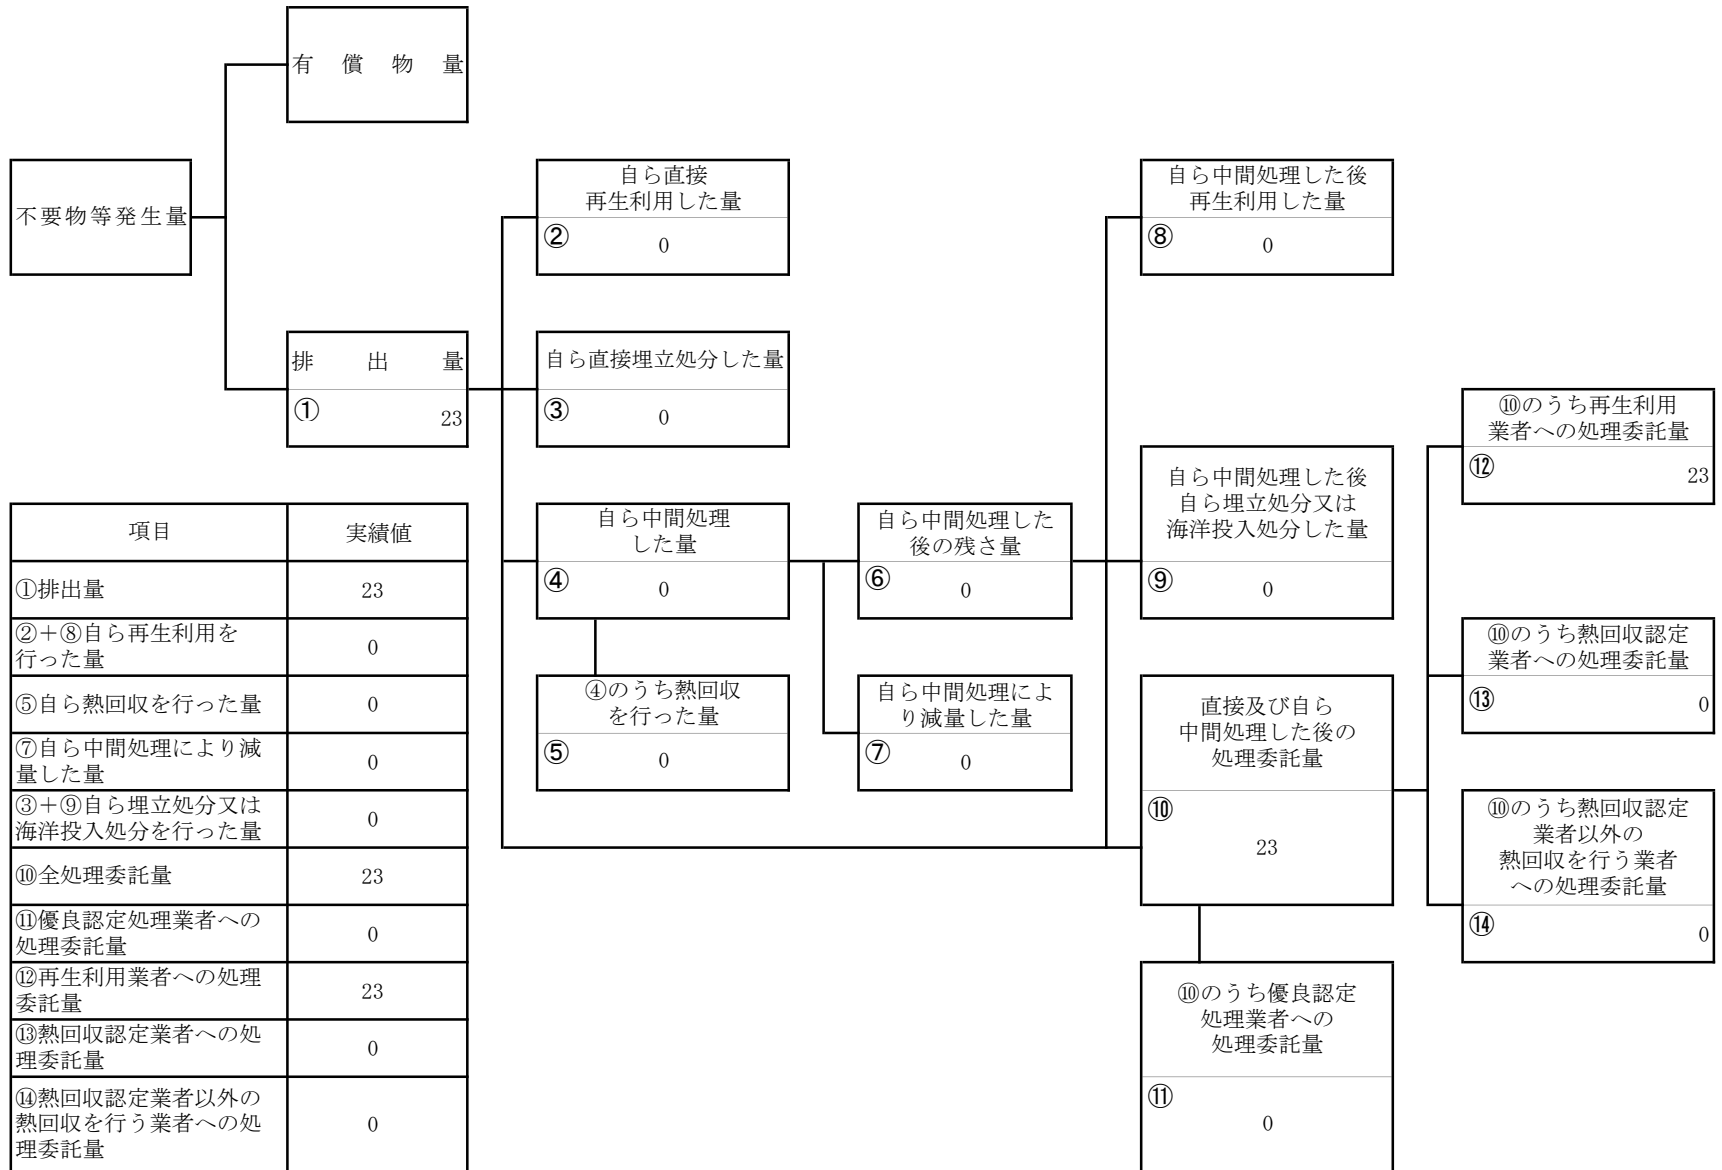 有償物量
不要物等発生量
排出量
①
23
自ら直接
再生利用した量
②
0
自ら直接埋立処分した量
③
0
自ら中間処理
した量
④
0
④のうち熱回収
を行った量
⑤
0
自ら中間処理した
後の残さ量
⑥
0
自ら中間処理によ
り減量した量
⑦
0
自ら中間処理した後
再生利用した量
⑧
0
自ら中間処理した後
自ら埋立処分又は
海洋投入処分した量
⑨
0
直接及び自ら
中間処理した後の
処理委託量
⑩
23
⑩のうち優良認定
処理業者への
処理委託量
⑪
0
⑩のうち再生利用
業者への処理委託量
⑫
23
⑩のうち熱回収認定
業者への処理委託量
⑬
0
⑩のうち熱回収認定
業者以外の
熱回収を行う業者
への処理委託量
⑭
0
項目 実績値
①排出量 23
②+⑧自ら再生利用を
行った量 0
⑤自ら熱回収を行った量 0
⑦自ら中間処理により減
量した量 0
③+⑨自ら埋立処分又は
海洋投入処分を行った量 0
⑩全処理委託量 23
⑪優良認定処理業者への
処理委託量 0
⑫再生利用業者への処理
委託量 23
⑬熱回収認定業者への処
理委託量 0
⑭熱回収認定業者以外の
熱回収を行う業者への処
理委託量 0